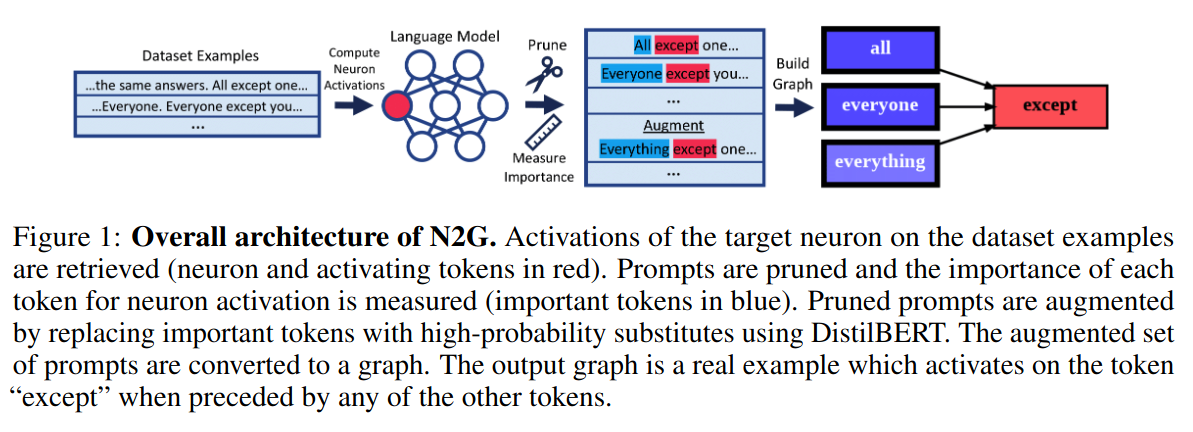 Dataset Examples
...the same answers. All except one...
...Everyone. Everyone except you...
...
Compute
Neuron
Activations
Language Model
Prune
Measure
Importance
All except one...
Everyone except you...
...
Augment
Everything except one...
...
Build
Graph
all
everyone
everything
except
Figure 1: Overall architecture of N2G. Activations of the target neuron on the dataset examples
are retrieved (neuron and activating tokens in red). Prompts are pruned and the importance of each
token for neuron activation is measured (important tokens in blue). Pruned prompts are augmented
by replacing important tokens with high-probability substitutes using DistilBERT. The augmented set
of prompts are converted to a graph. The output graph is a real example which activates on the token
“except” when preceded by any of the other tokens.